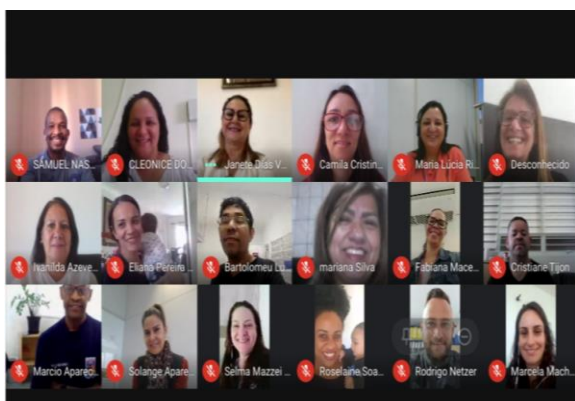 SAMUEL NAS...
CLEONICE DO...
Janete Dias V...
Camila Cristin...
Maria Lúcia Ri...
Desconhecido
Ivanilda Azeve...
Eliana Pereira ...
Bartolomeu Lu...
mariana Silva
Fabiana Mace...
Cristiane Tijon
Marcio Aparec...
Solange Apare...
Selma Mazzei ...
Roselaine Soa...
Rodrigo Netzer
Marcela Mach...